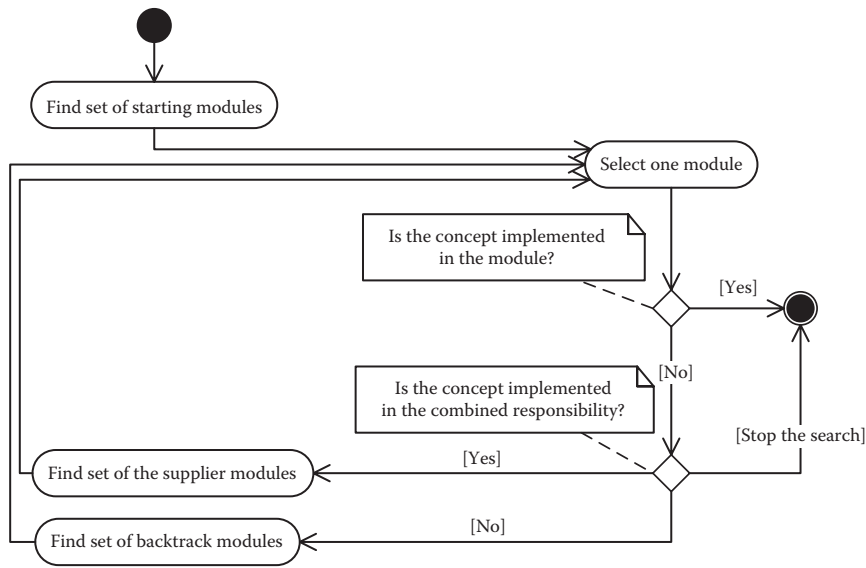 Find set of starting modules
Select one module
Is the concept implemented
in the module?
[Yes]
[No]
Is the concept implemented
in the combined responsibility?
[Stop the search]
Find set of the supplier modules
[Yes]
Find set of backtrack modules
[No]